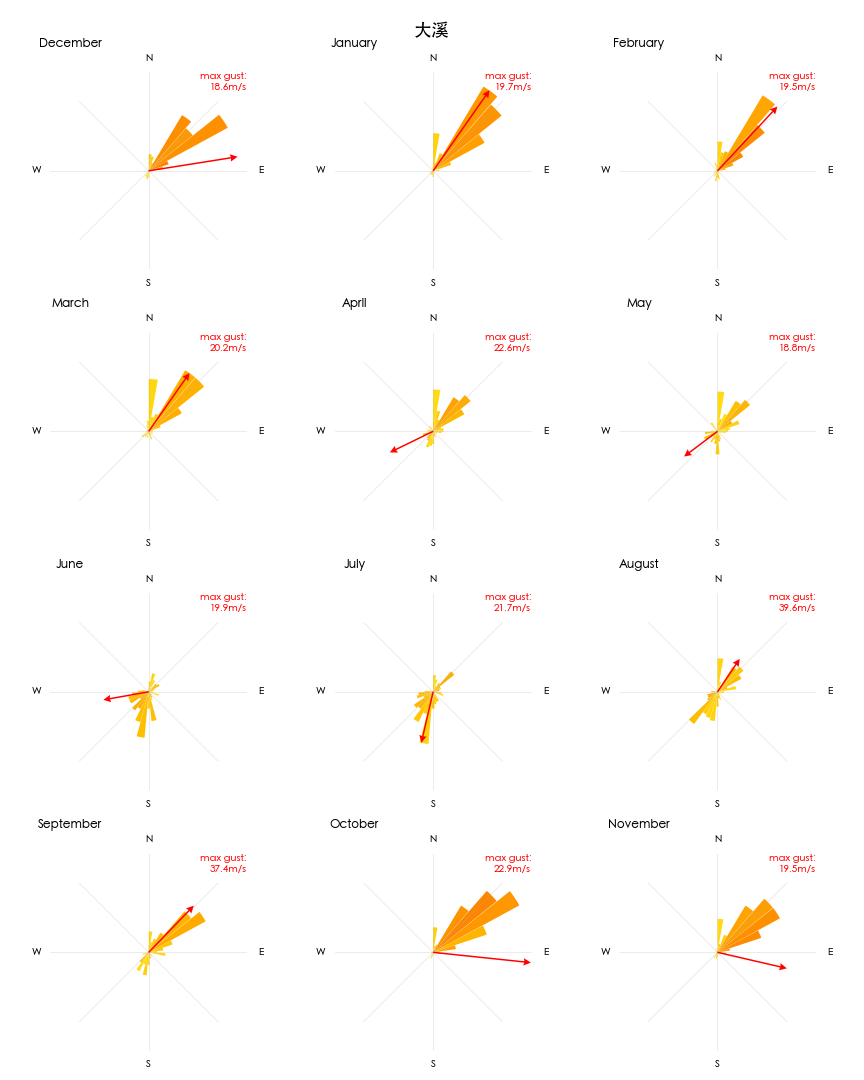 大溪
December
January
February
N
N
N
max gust:
18.6m/s
max gust:
19.7m/s
max gust:
19.5m/s
W
E
W
E
W
E
S
S
S
March
April
May
N
N
N
max gust:
20.2m/s
max gust:
22.6m/s
max gust:
18.8m/s
W
E
W
E
W
E
S
S
S
June
July
August
N
N
N
max gust:
19.9m/s
max gust:
21.7m/s
max gust:
39.6m/s
W
E
W
E
W
E
S
S
S
September
October
November
N
N
N
max gust:
37.4m/s
max gust:
22.9m/s
max gust:
19.5m/s
W
E
W
E
W
E
S
S
S